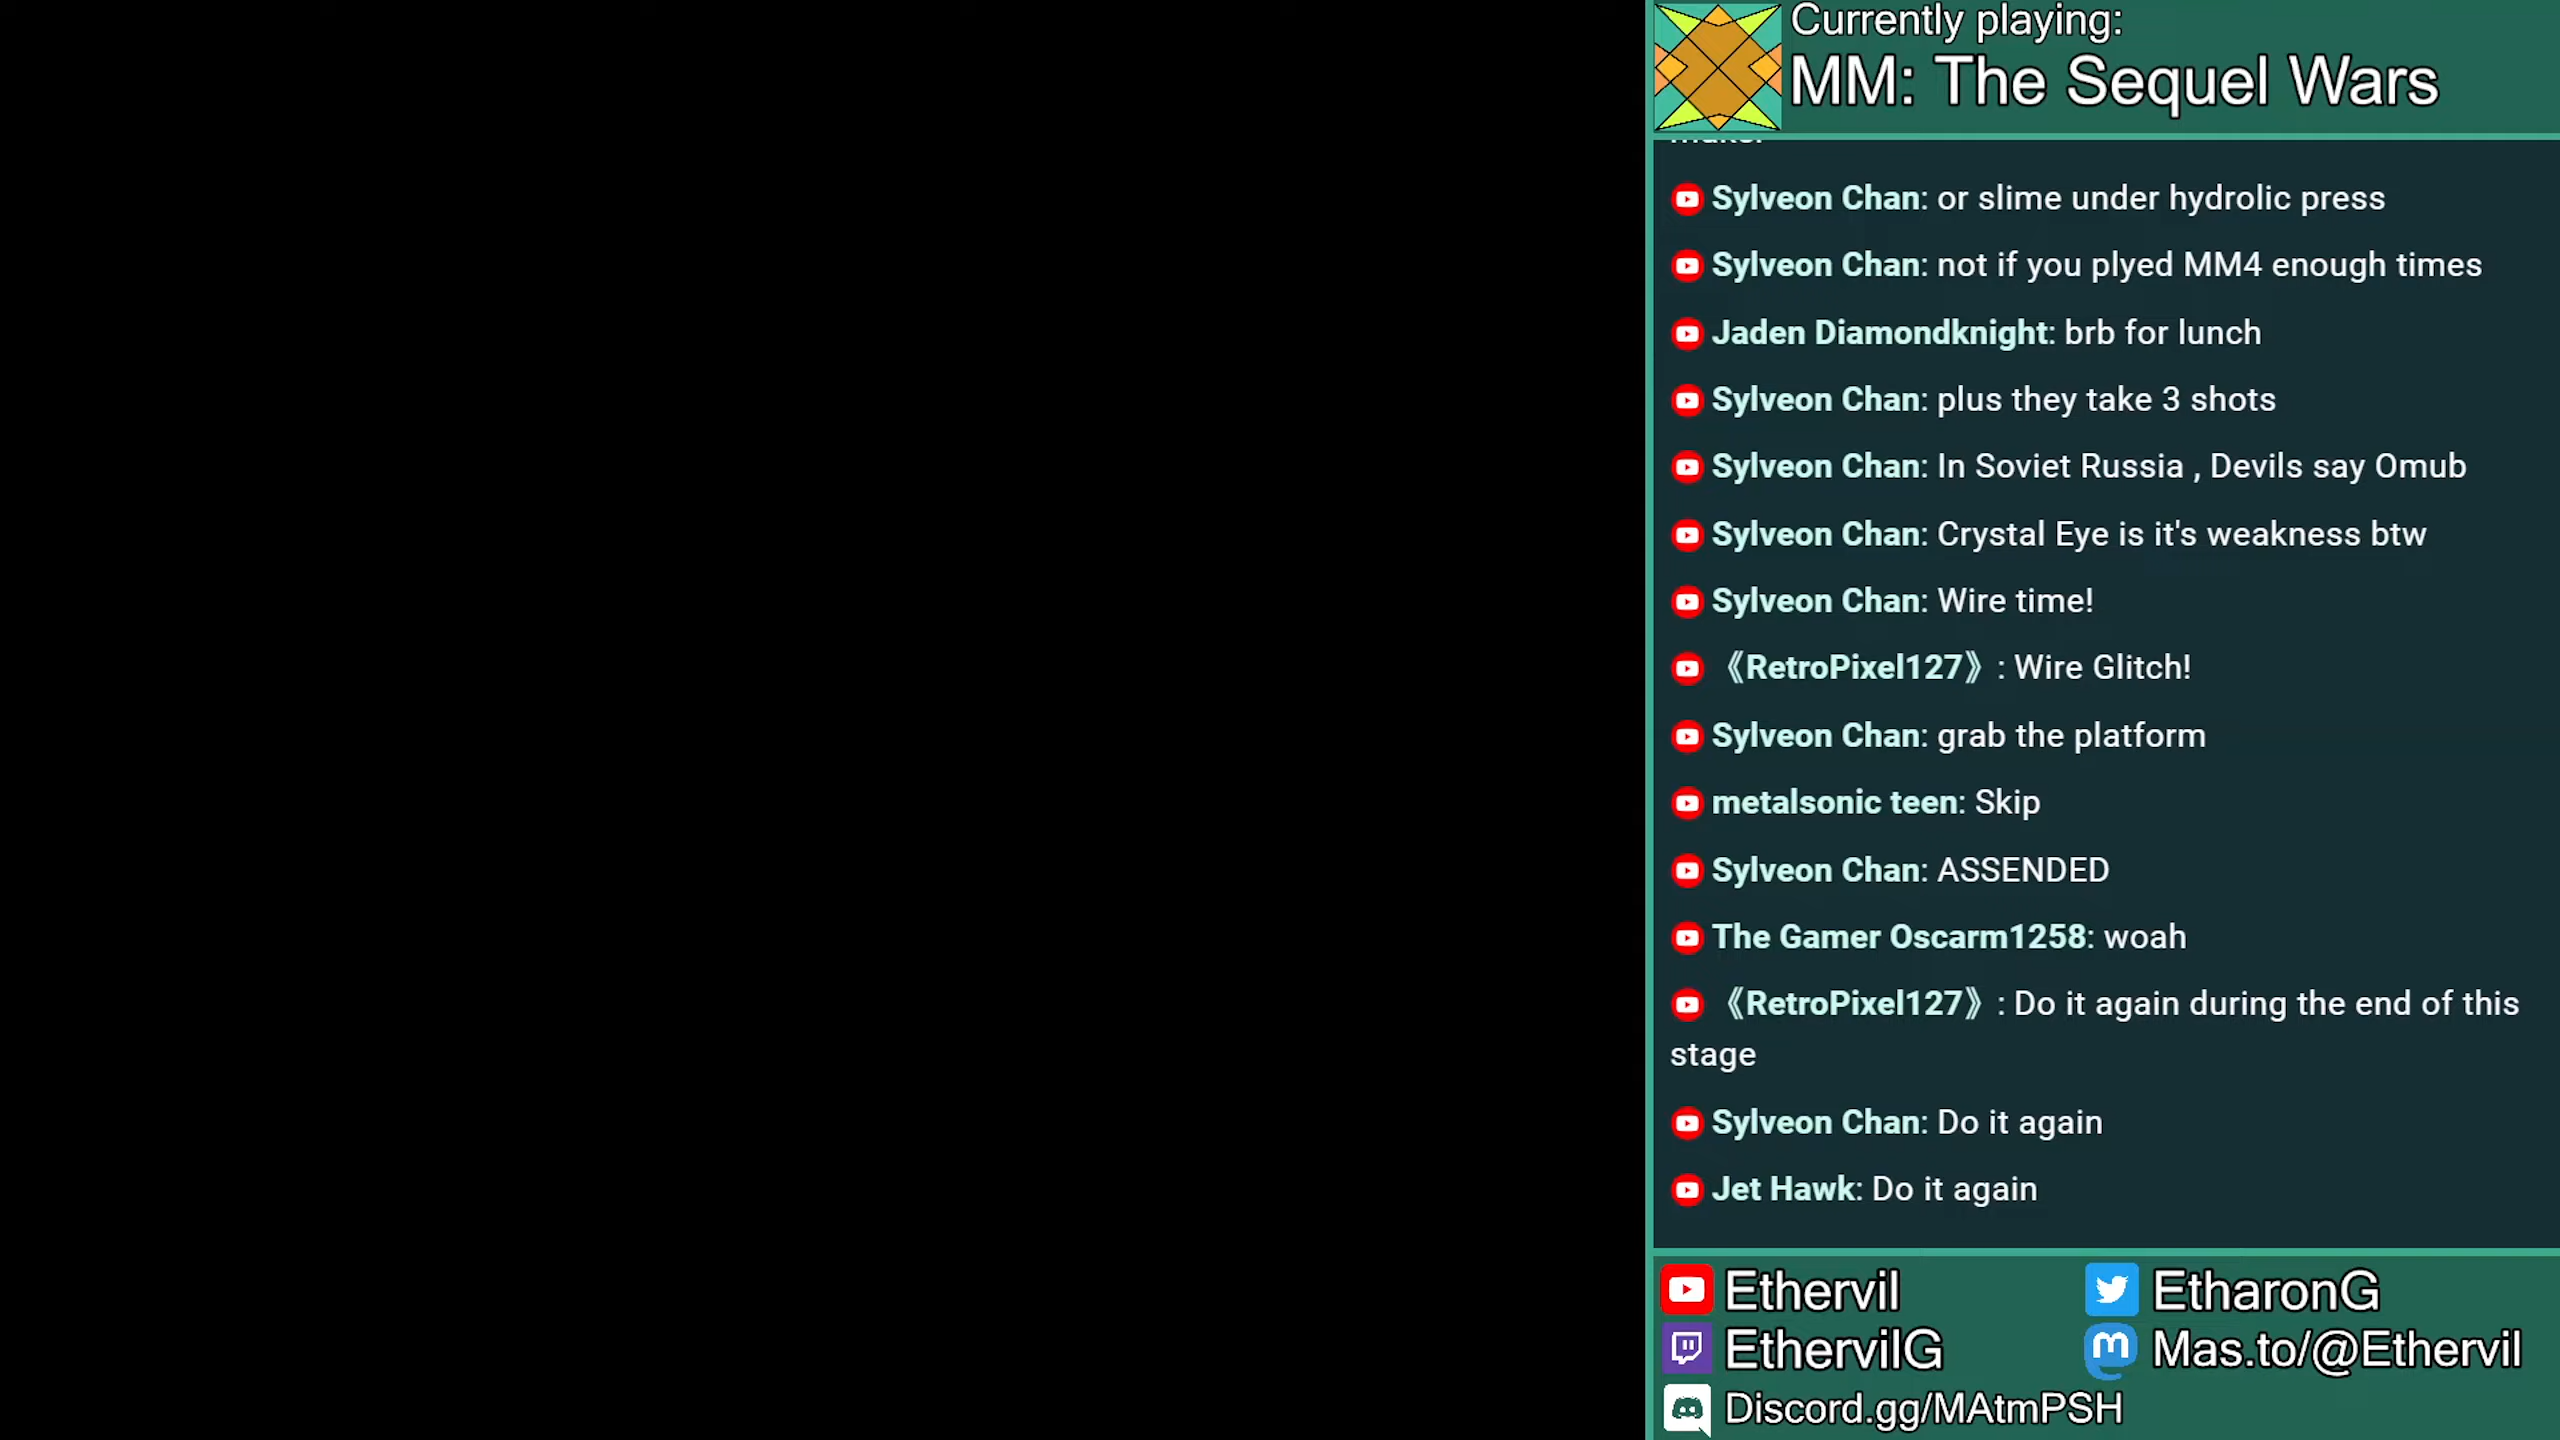 Currently playing:
MM: The Sequel Wars
Sylveon Chan: or slime under hydrolic press
Sylveon Chan: not if you plyed MM4 enough times
Jaden Diamondknight: brb for lunch
Sylveon Chan: plus they take 3 shots
Sylveon Chan: In Soviet Russia , Devils say Omub
Sylveon Chan: Crystal Eye is it's weakness btw
Sylveon Chan: Wire time!
《RetroPixel127》: Wire Glitch!
Sylveon Chan: grab the platform
metalsonic teen: Skip
Sylveon Chan: ASSENDED
The Gamer Oscarm1258: woah
《RetroPixel127》: Do it again during the end of this
stage
Sylveon Chan: Do it again
Jet Hawk: Do it again
Ethervil
EtharonG
EthervilG
Mas.to/@Ethervil
Discord.gg/MAtmPSH